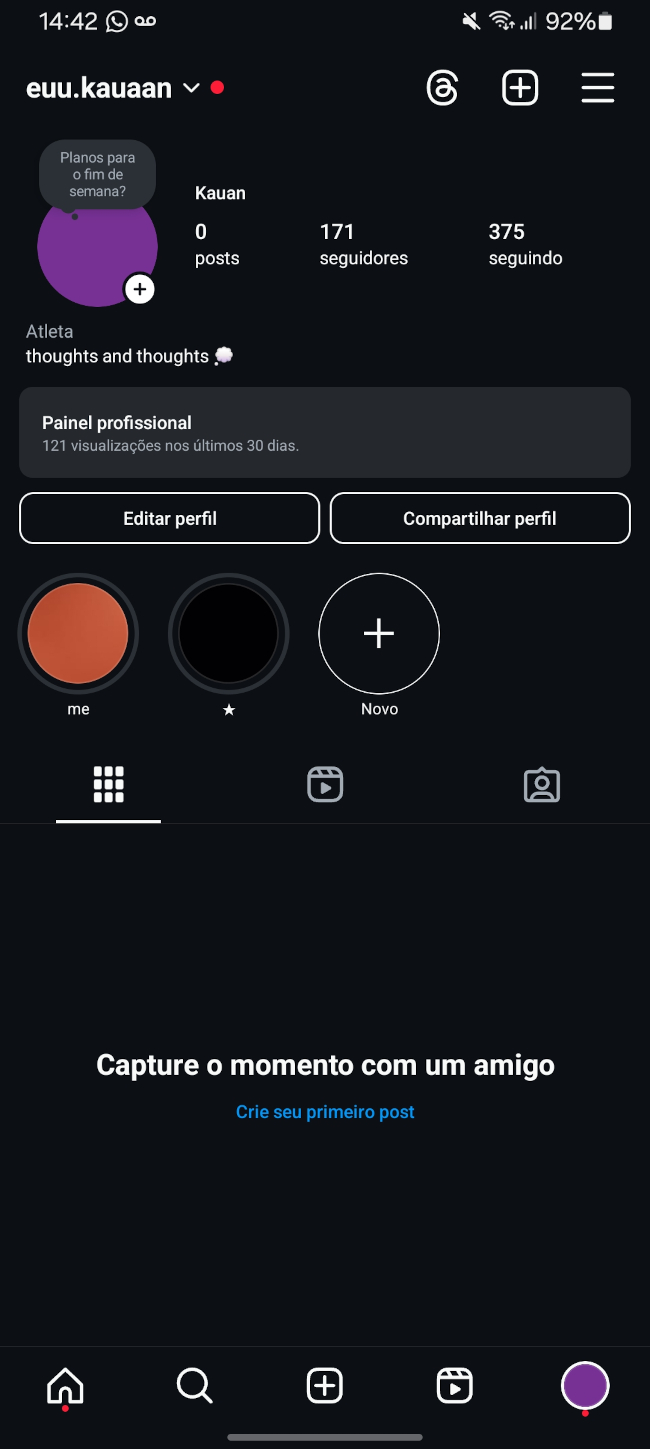 14:42 92%
euu.kauaan
Planos para
o fim de
semana?
Kauan
0 171 375
posts seguidores seguindo
Atleta
thoughts and thoughts 💭
Painel profissional
121 visualizações nos últimos 30 dias.
Editar perfil Compartilhar perfil
me ★ Novo
Capture o momento com um amigo
Crie seu primeiro post